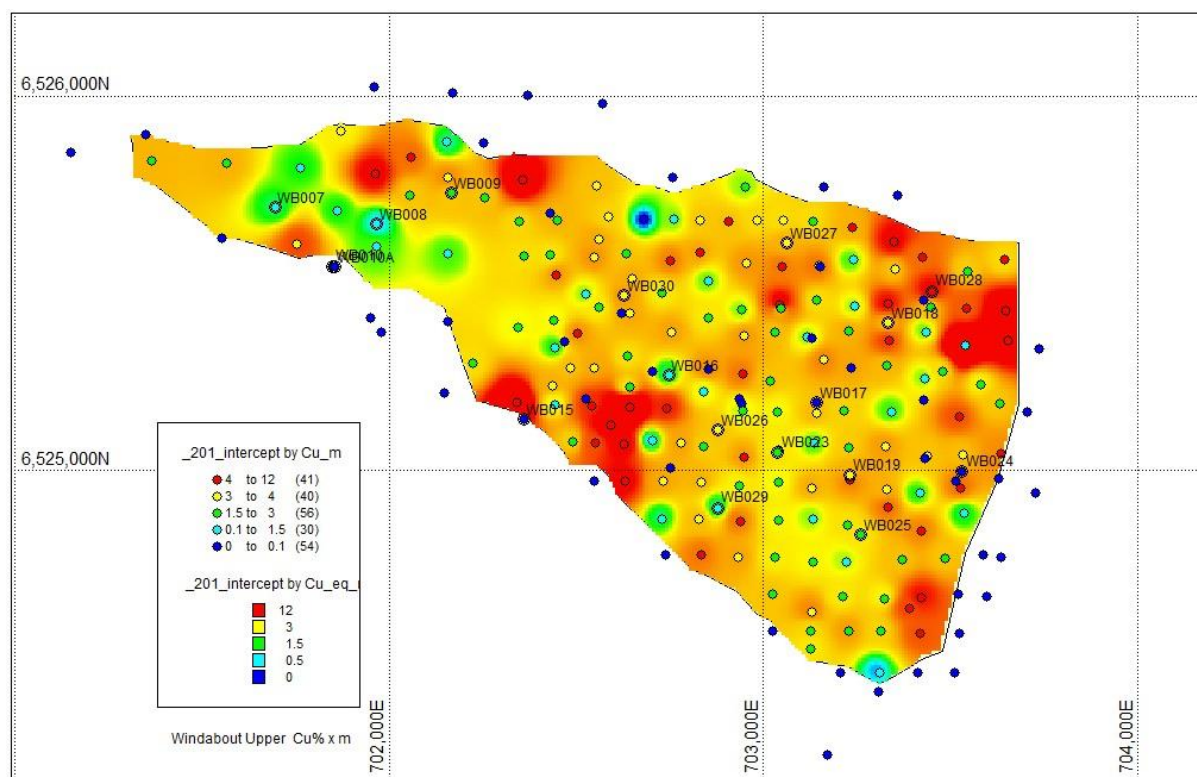 6,526,000N
WB009
WB007
WB008
WB027
WB010A
WB028
WB030
WB018
WB016
WB017
WB015
WB026
WB023
6,525,000N
WB019
WB024
WB029
WB025
_201_intercept by Cu_m
4 to 12 (41)
3 to 4 (40)
1.5 to 3 (56)
0.1 to 1.5 (30)
0 to 0.1 (54)
_201_intercept by Cu_eq_
12
3
1.5
0.5
0
Windabout Upper Cu% x m
702,000E
703,000E
704,000E